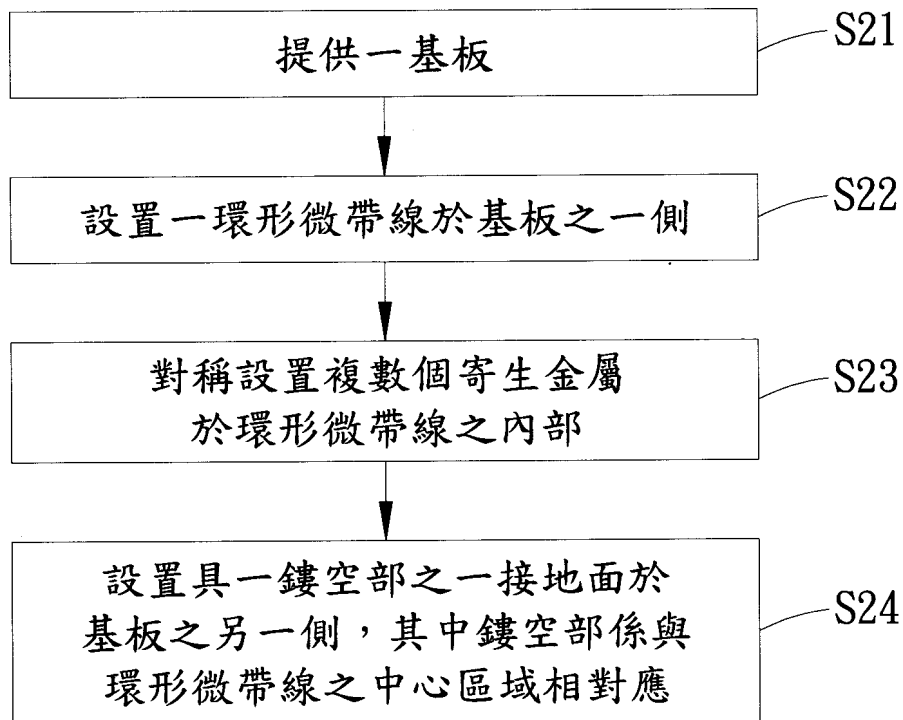 提供一基板
S21
設置一環形微帶線於基板之一側
S22
對稱設置複數個寄生金屬
於環形微帶線之內部
S23
設置具一鏤空部之一接地面於
基板之另一側，其中鏤空部係與
環形微帶線之中心區域相對應
S24